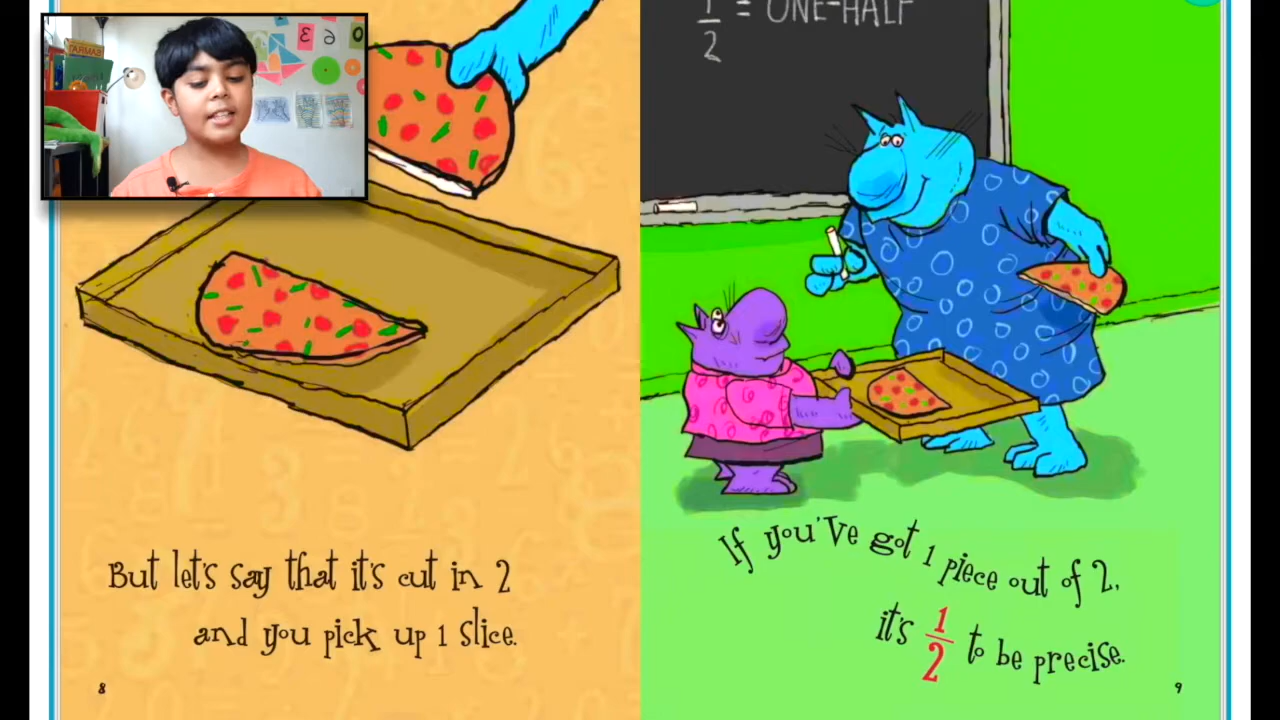 1/2 = ONE-HALF
But let's say that it's cut in 2
and you pick up 1 slice.
8
If you've got 1 piece out of 2,
it's 1/2 to be precise.
9